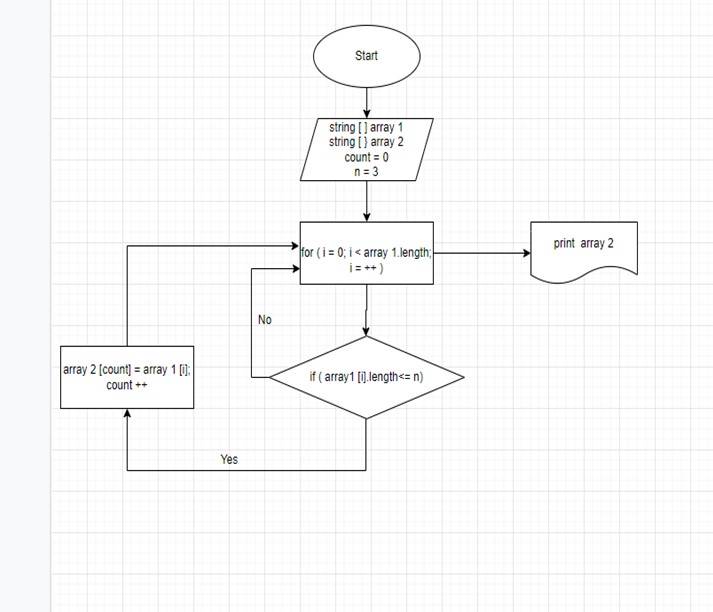 Start
string [ ] array 1
string [ } array 2
count = 0
n = 3
for ( i = 0; i < array 1.length;
i = ++ )
print array 2
No
if ( array1 [i].length<= n)
array 2 [count] = array 1 [i];
count ++
Yes